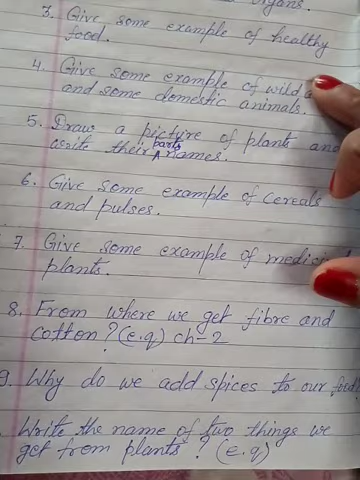 organs.
3. Give some example of healthy
food.
4. Give some example of wild
and some domestic animals.
5. Draw a picture of plants and
write their parts names.
6. Give some example of cereals
and pulses.
7. Give some example of
plants.
8. From where we get fibre and
cotton? (e.q) ch-2
9. Why do we add spices to our food?
Write the name of two things we
get from plants? (e.q)